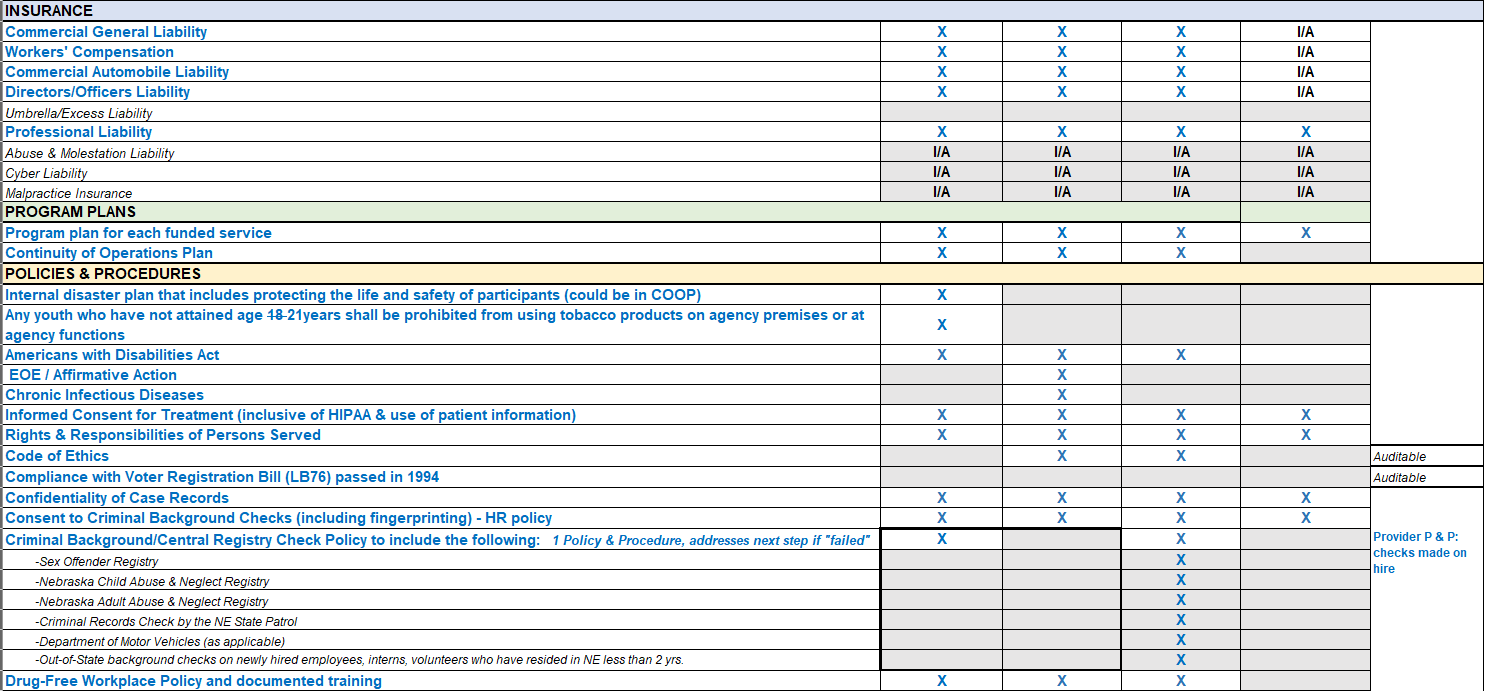 INSURANCE
Commercial General Liability X X X I/A
Workers' Compensation X X X I/A
Commercial Automobile Liability X X X I/A
Directors/Officers Liability X X X I/A
Umbrella/Excess Liability
Professional Liability X X X X
Abuse & Molestation Liability I/A I/A I/A I/A
Cyber Liability I/A I/A I/A I/A
Malpractice Insurance I/A I/A I/A I/A
PROGRAM PLANS
Program plan for each funded service X X X X
Continuity of Operations Plan X X X
POLICIES & PROCEDURES
Internal disaster plan that includes protecting the life and safety of participants (could be in COOP) X
Any youth who have not attained age 18 21years shall be prohibited from using tobacco products on agency premises or at
agency functions X
Americans with Disabilities Act X X X
EOE / Affirmative Action X
Chronic Infectious Diseases X
Informed Consent for Treatment (inclusive of HIPAA & use of patient information) X X X X
Rights & Responsibilities of Persons Served X X X X
Code of Ethics X X Auditable
Compliance with Voter Registration Bill (LB76) passed in 1994 Auditable
Confidentiality of Case Records X X X X
Consent to Criminal Background Checks (including fingerprinting) - HR policy X X X X
Criminal Background/Central Registry Check Policy to include the following: 1 Policy & Procedure, addresses next step if "failed" X X
Provider P & P:
checks made on
hire
-Sex Offender Registry X
-Nebraska Child Abuse & Neglect Registry X
-Nebraska Adult Abuse & Neglect Registry X
-Criminal Records Check by the NE State Patrol X
-Department of Motor Vehicles (as applicable) X
-Out-of-State background checks on newly hired employees, interns, volunteers who have resided in NE less than 2 yrs. X
Drug-Free Workplace Policy and documented training X X X